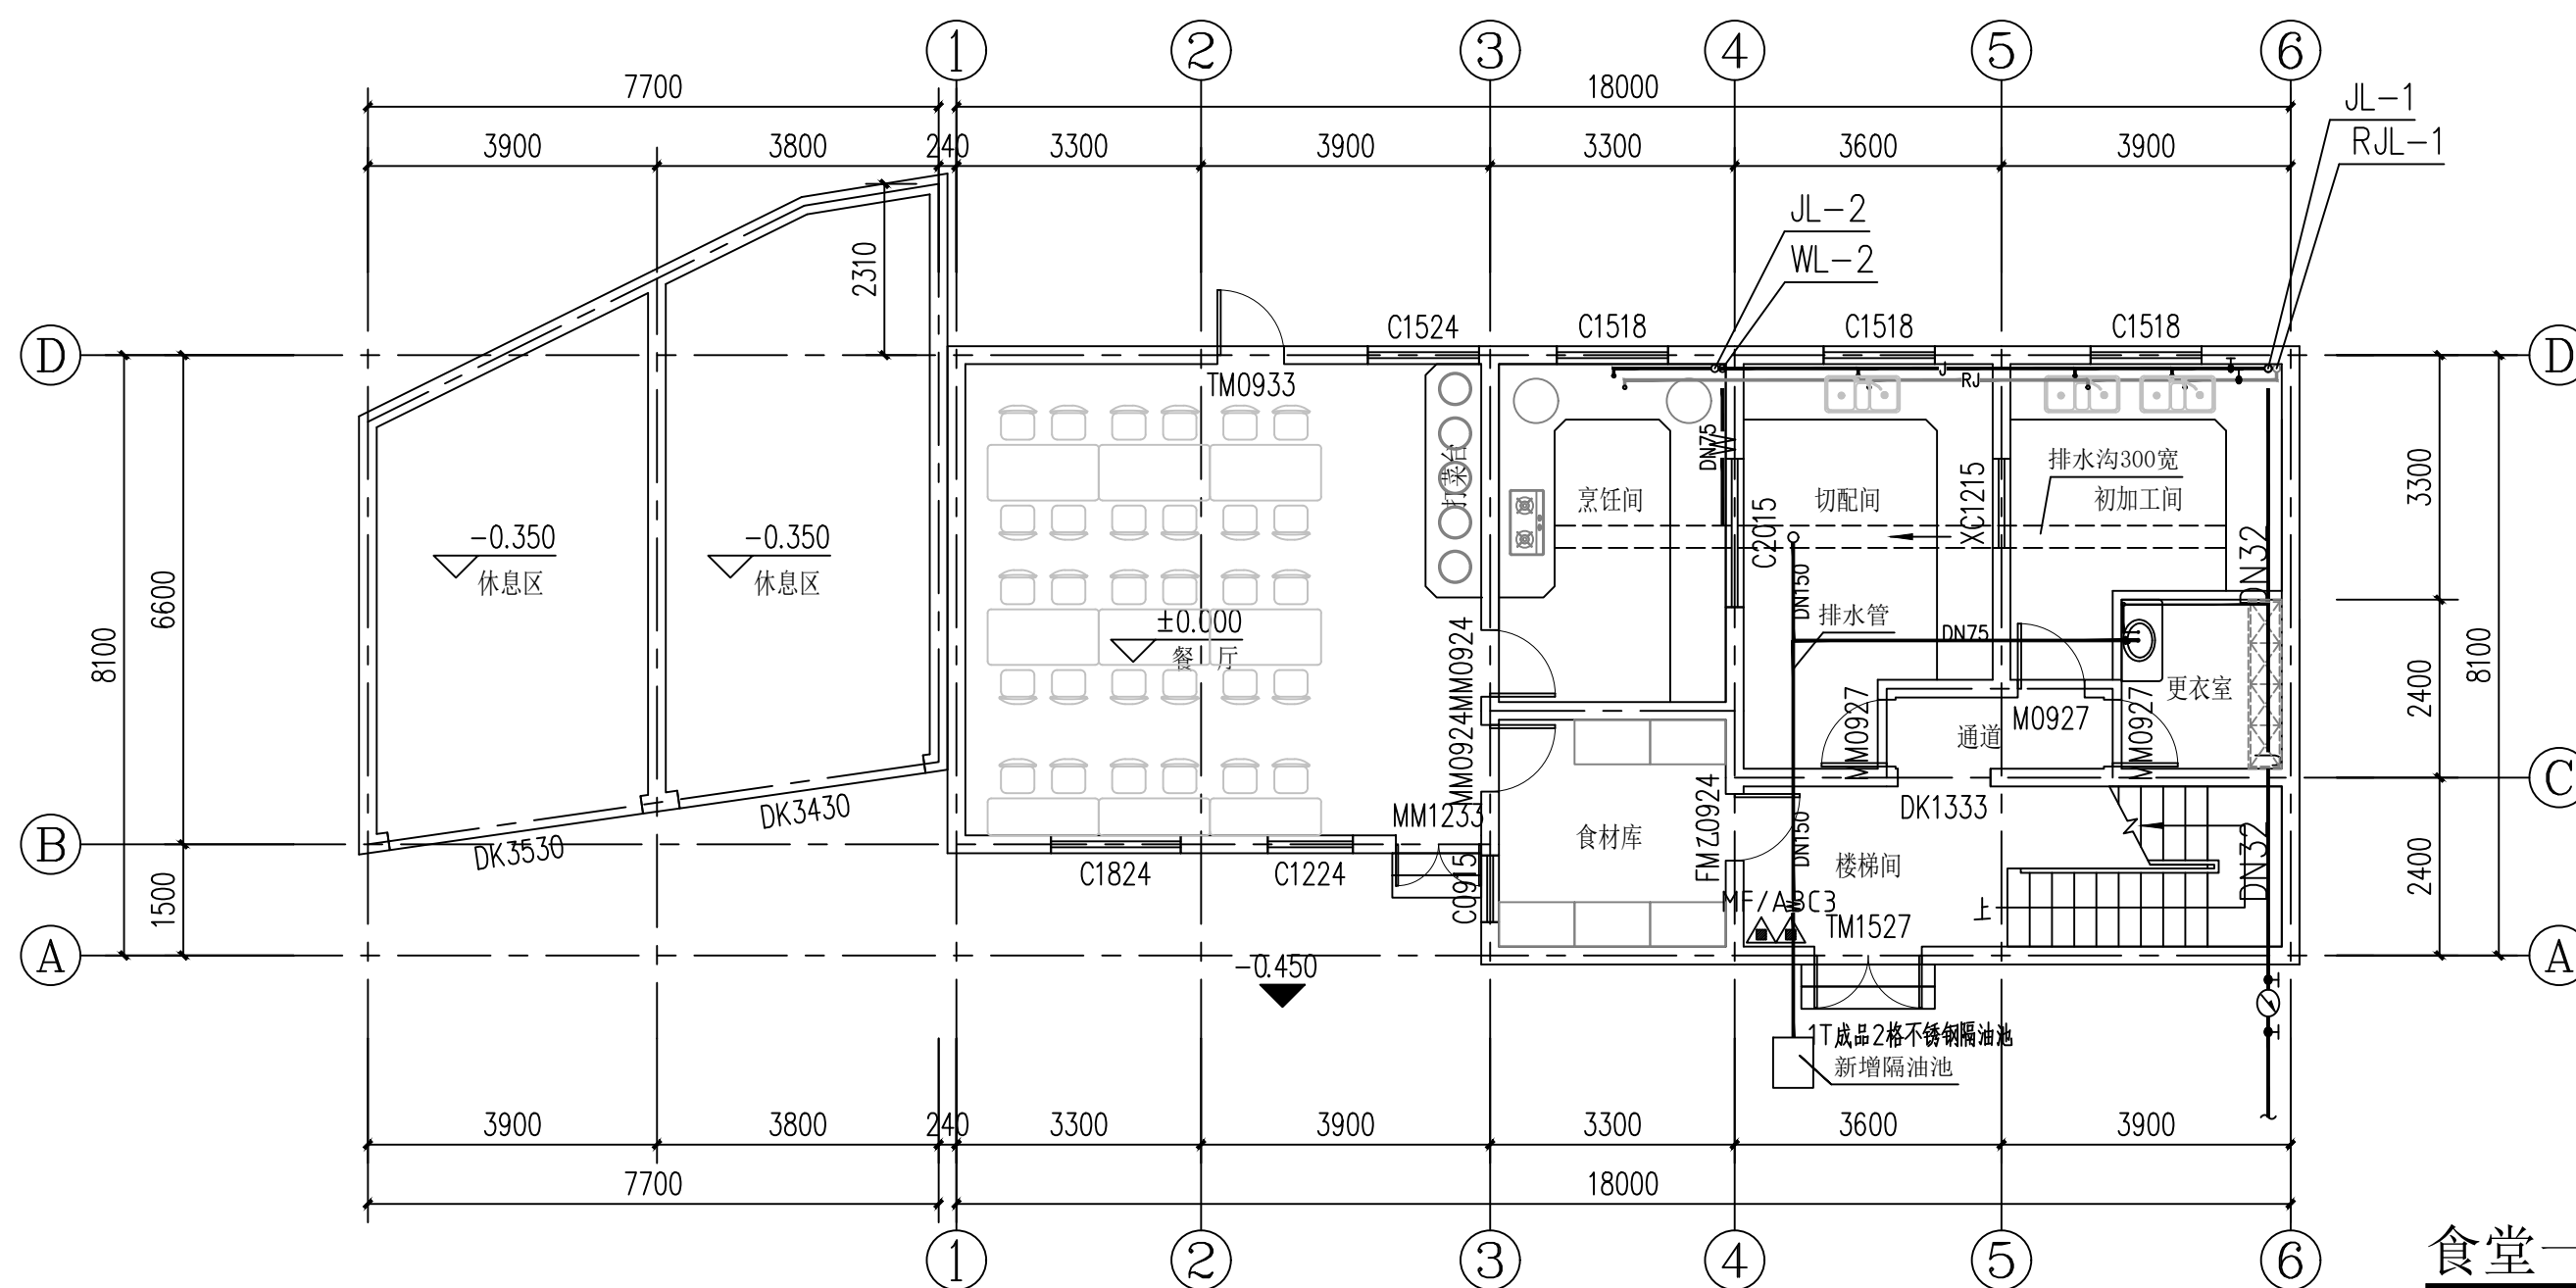 1
2
3
4
5
6
7700
18000
JL-1
RJL-1
3900
3800
240
3300
3900
3300
3600
3900
2310
JL-2
WL-2
D
C1524
C1518
C1518
C1518
D
TM0933
J
RJ
打菜台
DN75
W
烹饪间
切配间
排水沟300宽
初加工间
C2015
XC1215
3300
-0.350
休息区
-0.350
休息区
DN32
DN150
排水管
DN75
6600
8100
±0.000
餐 厅
MM0924
MM0924
2400
8100
更衣室
MM0927
M0927
MM0927
通道
C
DK3430
DK3530
B
MM1233
食材库
FMZ0924
DK1333
DN150
楼梯间
DN32
2400
C1824
C1224
C0915
1500
MF/ABC3
W
TM1527
上
A
-0.450
A
1T成品2格不锈钢隔油池
新增隔油池
3900
3800
240
3300
3900
3300
3600
3900
7700
18000
1
2
3
4
5
6
食堂一